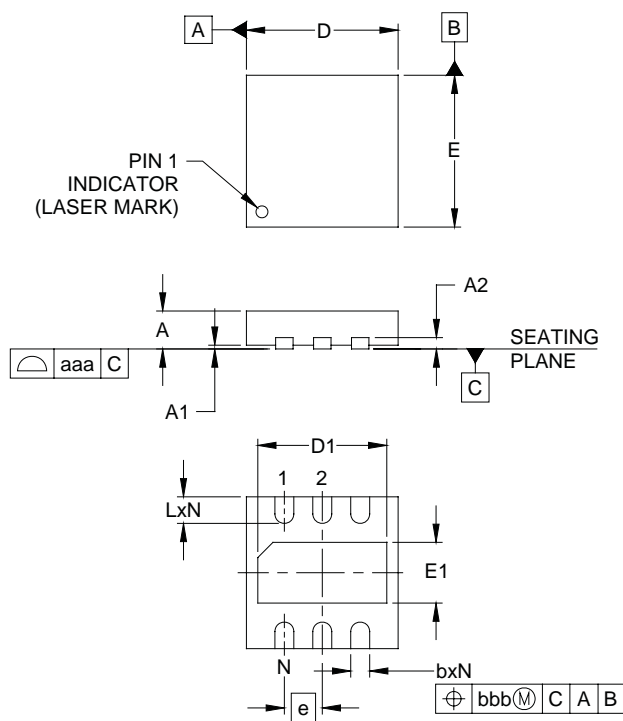 A
D
B
E
PIN 1
INDICATOR
(LASER MARK)
A2
A
SEATING
PLANE
aaa C
C
A1
D1
1 2
LxN
E1
N
bxN
e
bbb Ⓜ C A B